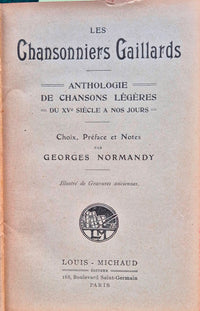 LES
Chansonniers Gaillards
ANTHOLOGIE
DE CHANSONS LÉGÈRES
DU XVe SIÈCLE A NOS JOURS
Choix, Préface et Notes
PAR
GEORGES NORMANDY
Illustré de Gravures anciennes.
LM
LOUIS - MICHAUD
ÉDITEUR
168, Boulevard Saint-Germain
PARIS